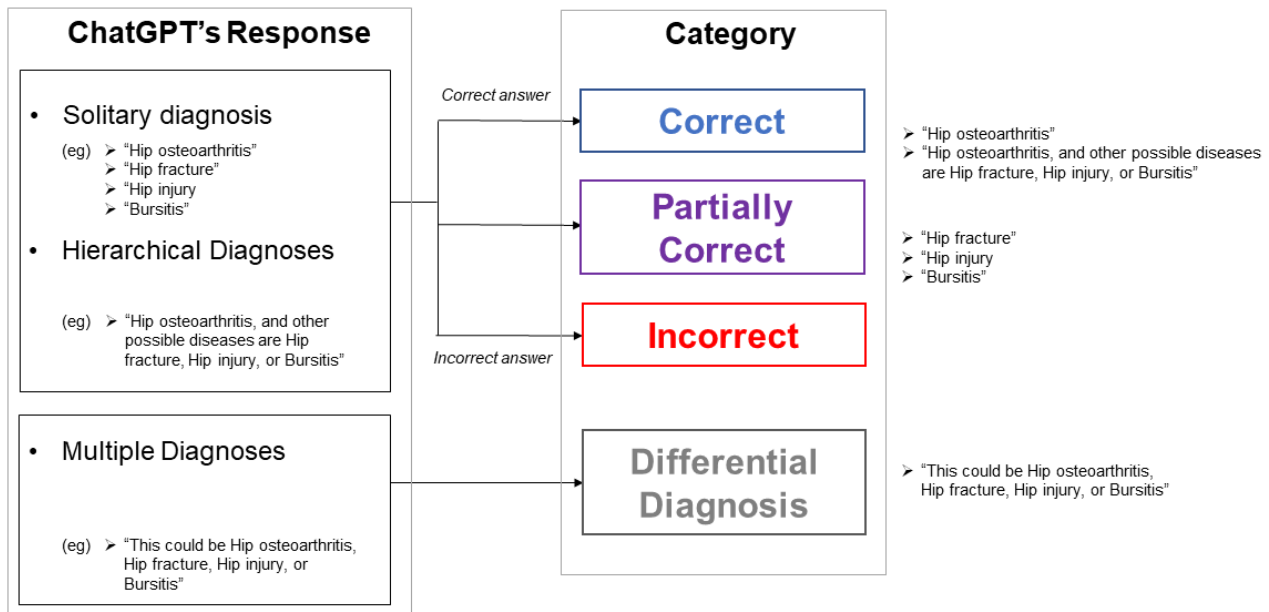 ChatGPT's Response
• Solitary diagnosis
(eg) ➢ “Hip osteoarthritis”
➢ “Hip fracture”
➢ “Hip injury
➢ “Bursitis”
• Hierarchical Diagnoses
(eg) ➢ “Hip osteoarthritis, and other
possible diseases are Hip
fracture, Hip injury, or Bursitis”
• Multiple Diagnoses
(eg) ➢ “This could be Hip osteoarthritis,
Hip fracture, Hip injury, or
Bursitis”
Correct answer
Incorrect answer
Category
Correct
Partially
Correct
Incorrect
Differential
Diagnosis
➢ “Hip osteoarthritis”
➢ “Hip osteoarthritis, and other possible diseases
are Hip fracture, Hip injury, or Bursitis”
➢ “Hip fracture”
➢ “Hip injury
➢ “Bursitis”
➢ “This could be Hip osteoarthritis,
Hip fracture, Hip injury, or Bursitis”